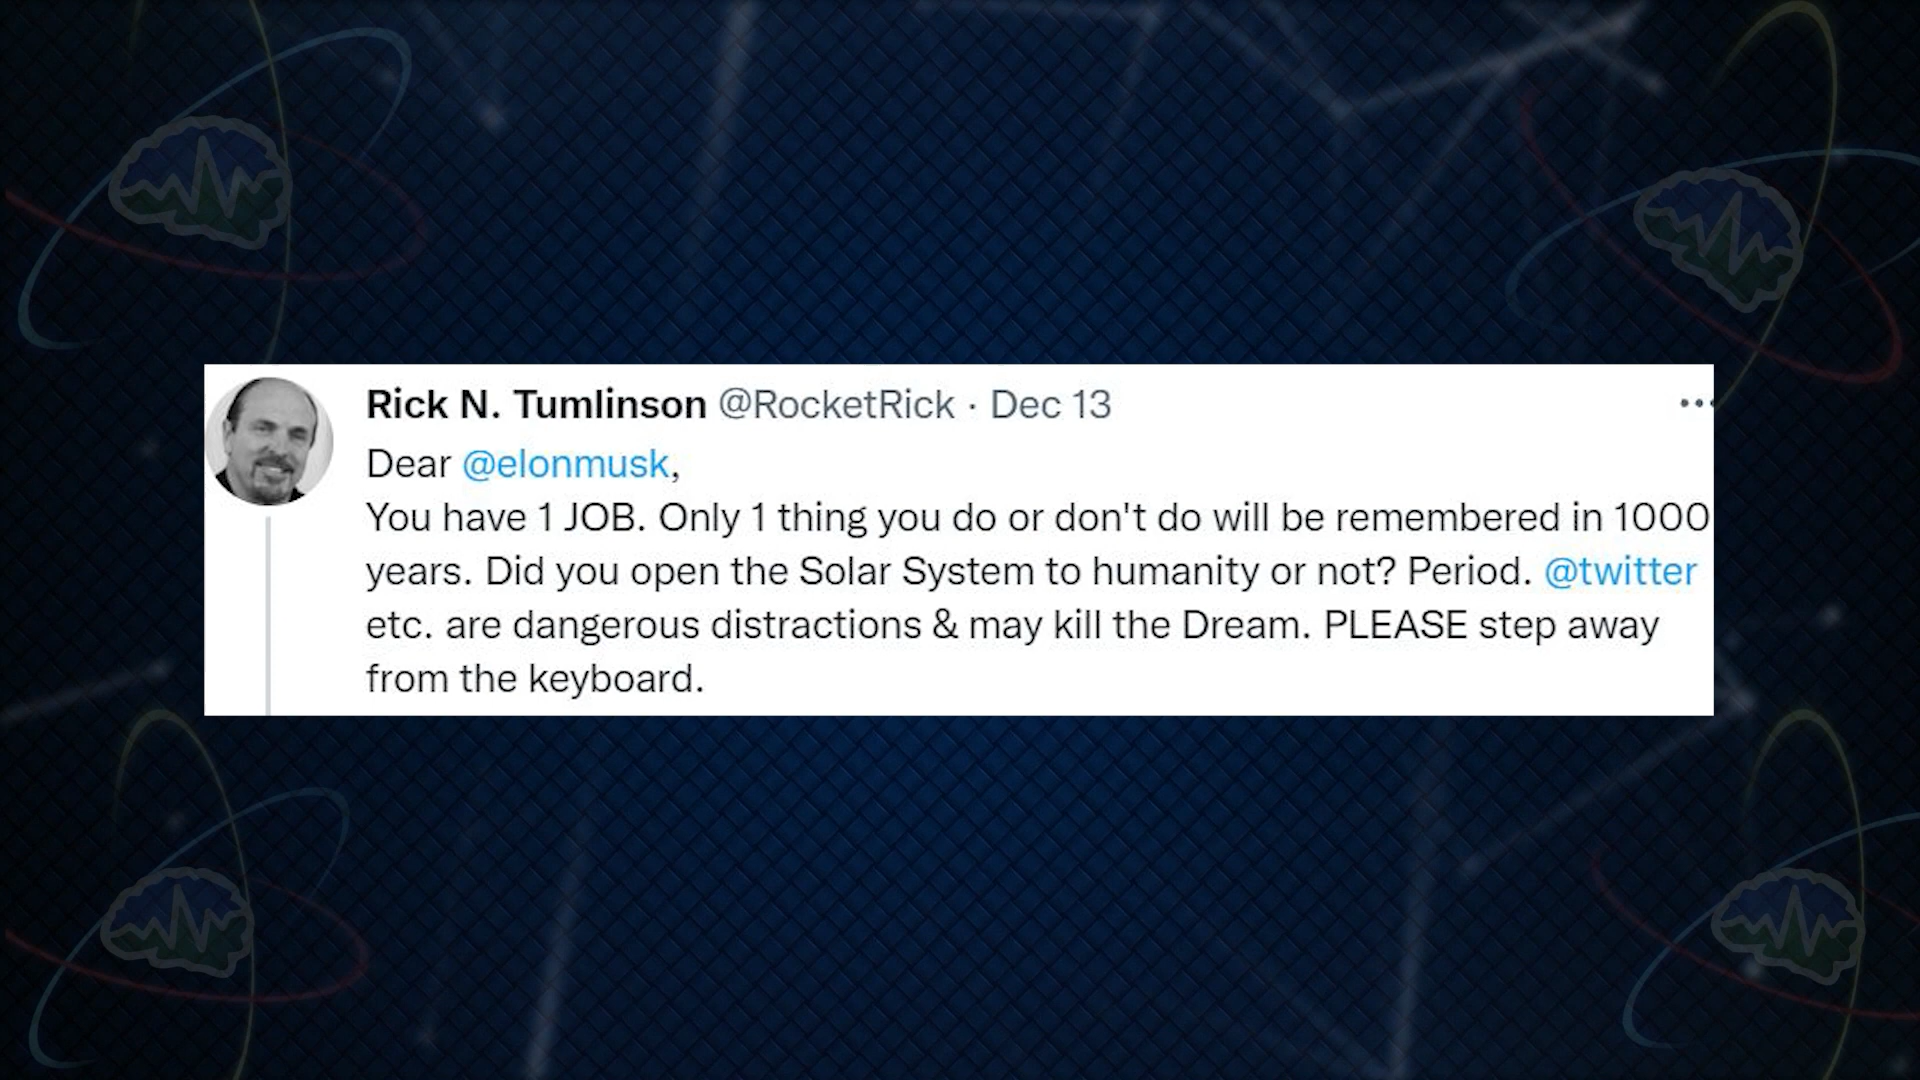 Rick N. Tumlinson @RocketRick · Dec 13
Dear @elonmusk,
You have 1 JOB. Only 1 thing you do or don't do will be remembered in 1000
years. Did you open the Solar System to humanity or not? Period. @twitter
etc. are dangerous distractions & may kill the Dream. PLEASE step away
from the keyboard.